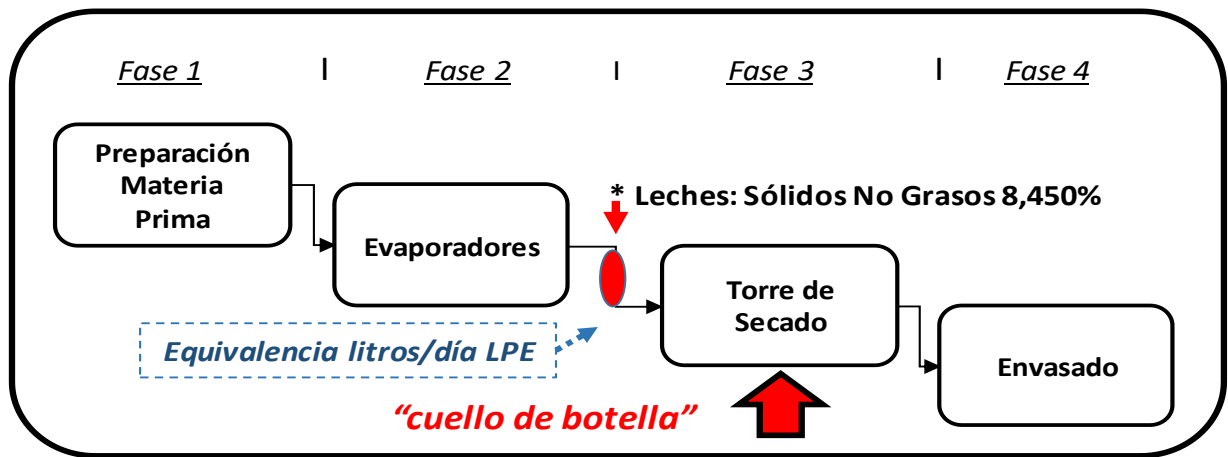 Fase 1 | Fase 2 | Fase 3 | Fase 4
Preparación
Materia
Prima
Evaporadores
* Leches: Sólidos No Grasos 8,450%
Torre de
Secado
Equivalencia litros/día LPE
Envasado
“cuello de botella”